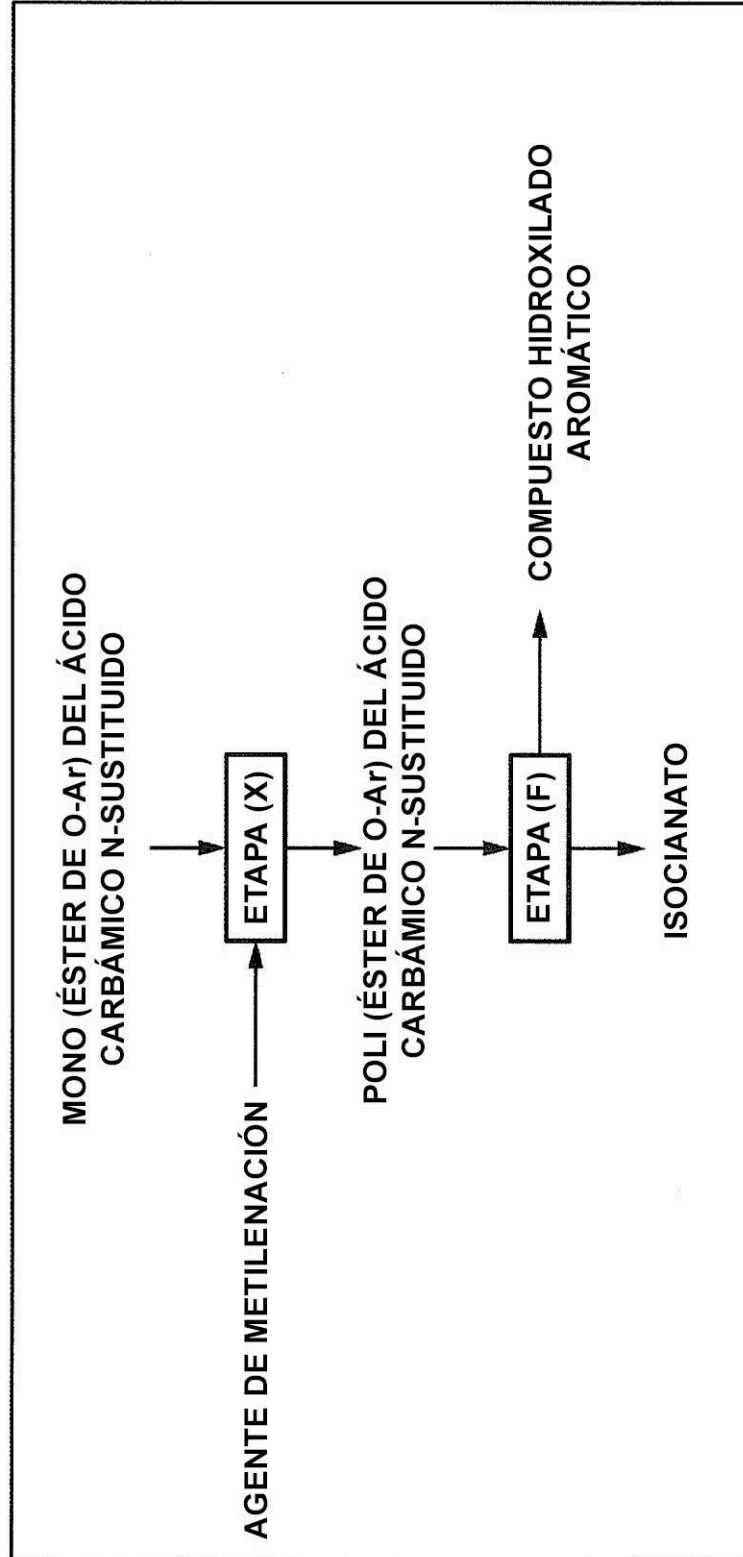 MONO (ÉSTER DE O-Ar) DEL ÁCIDO
CARBÁMICO N-SUSTITUIDO
AGENTE DE METILENACIÓN
ETAPA (X)
POLI (ÉSTER DE O-Ar) DEL ÁCIDO
CARBÁMICO N-SUSTITUIDO
ETAPA (F)
COMPUESTO HIDROXILADO
AROMÁTICO
ISOCIANATO